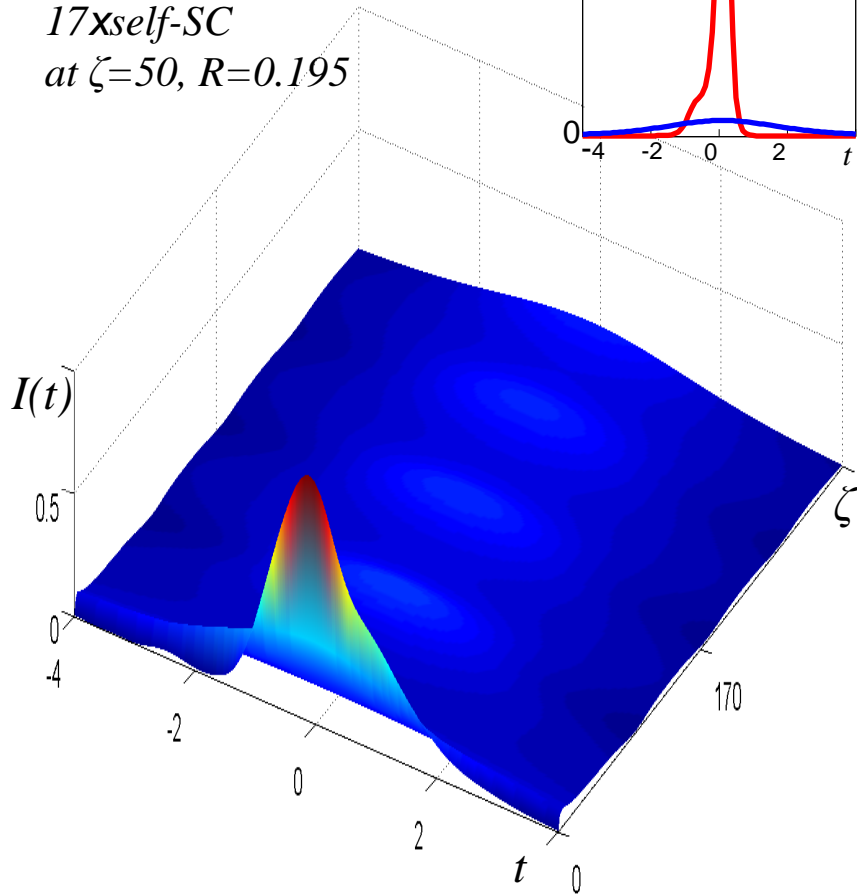 17xself-SC
at ζ=50, R=0.195
0
-4 -2 0 2 t
I(t)
0.5
0
-4
-2
0
2
t
0
170
ζ